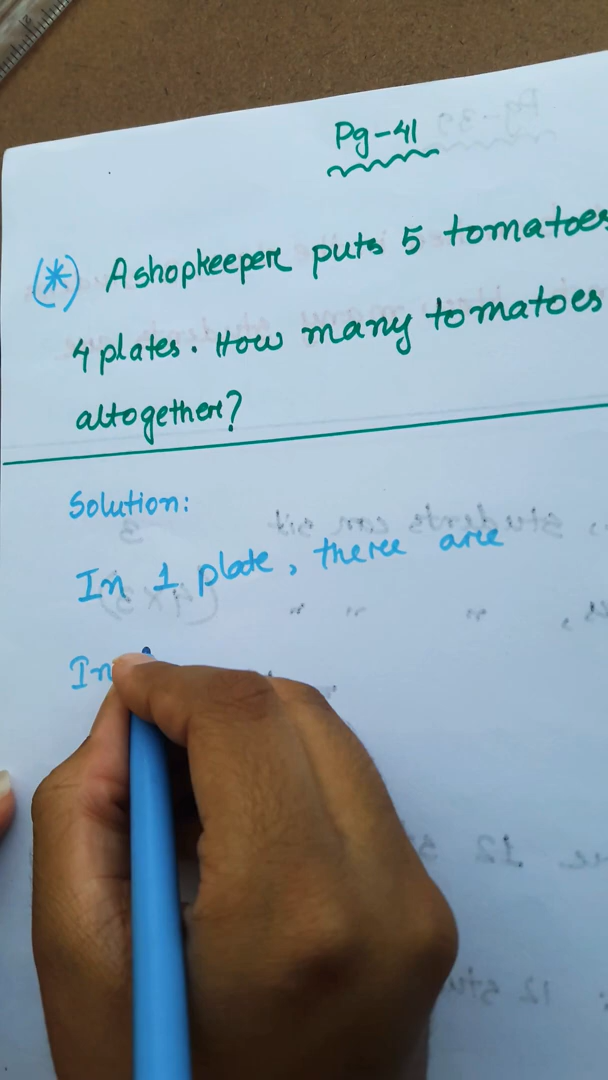 Pg-41
(*) A shopkeeper puts 5 tomatoes
4 plates. How many tomatoes
altogether?
Solution:
In 1 plate, there are
In